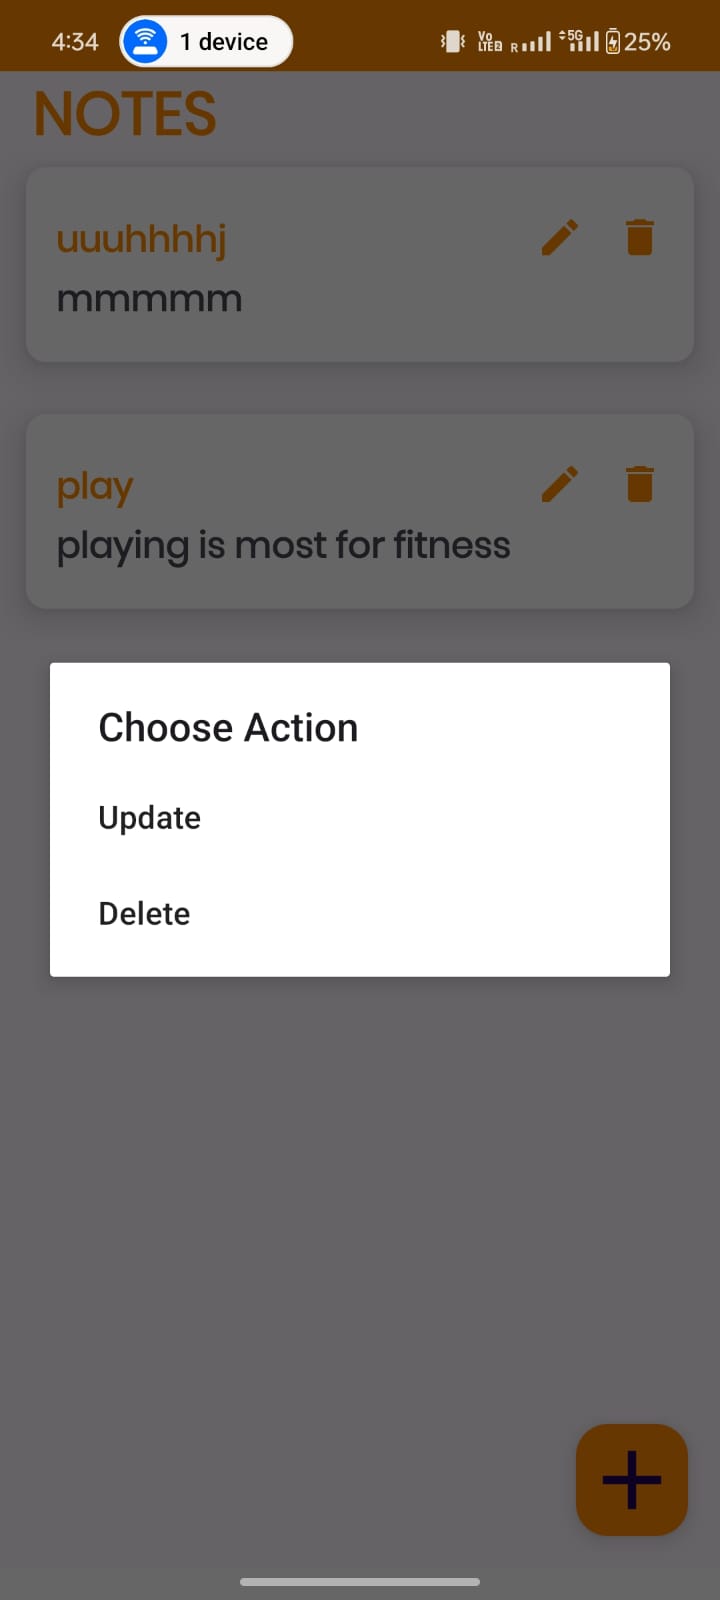 4:34 1 device Vo LTE2 R 5G 25%
NOTES
uuuhhhhj
mmmmm
play
playing is most for fitness
Choose Action
Update
Delete